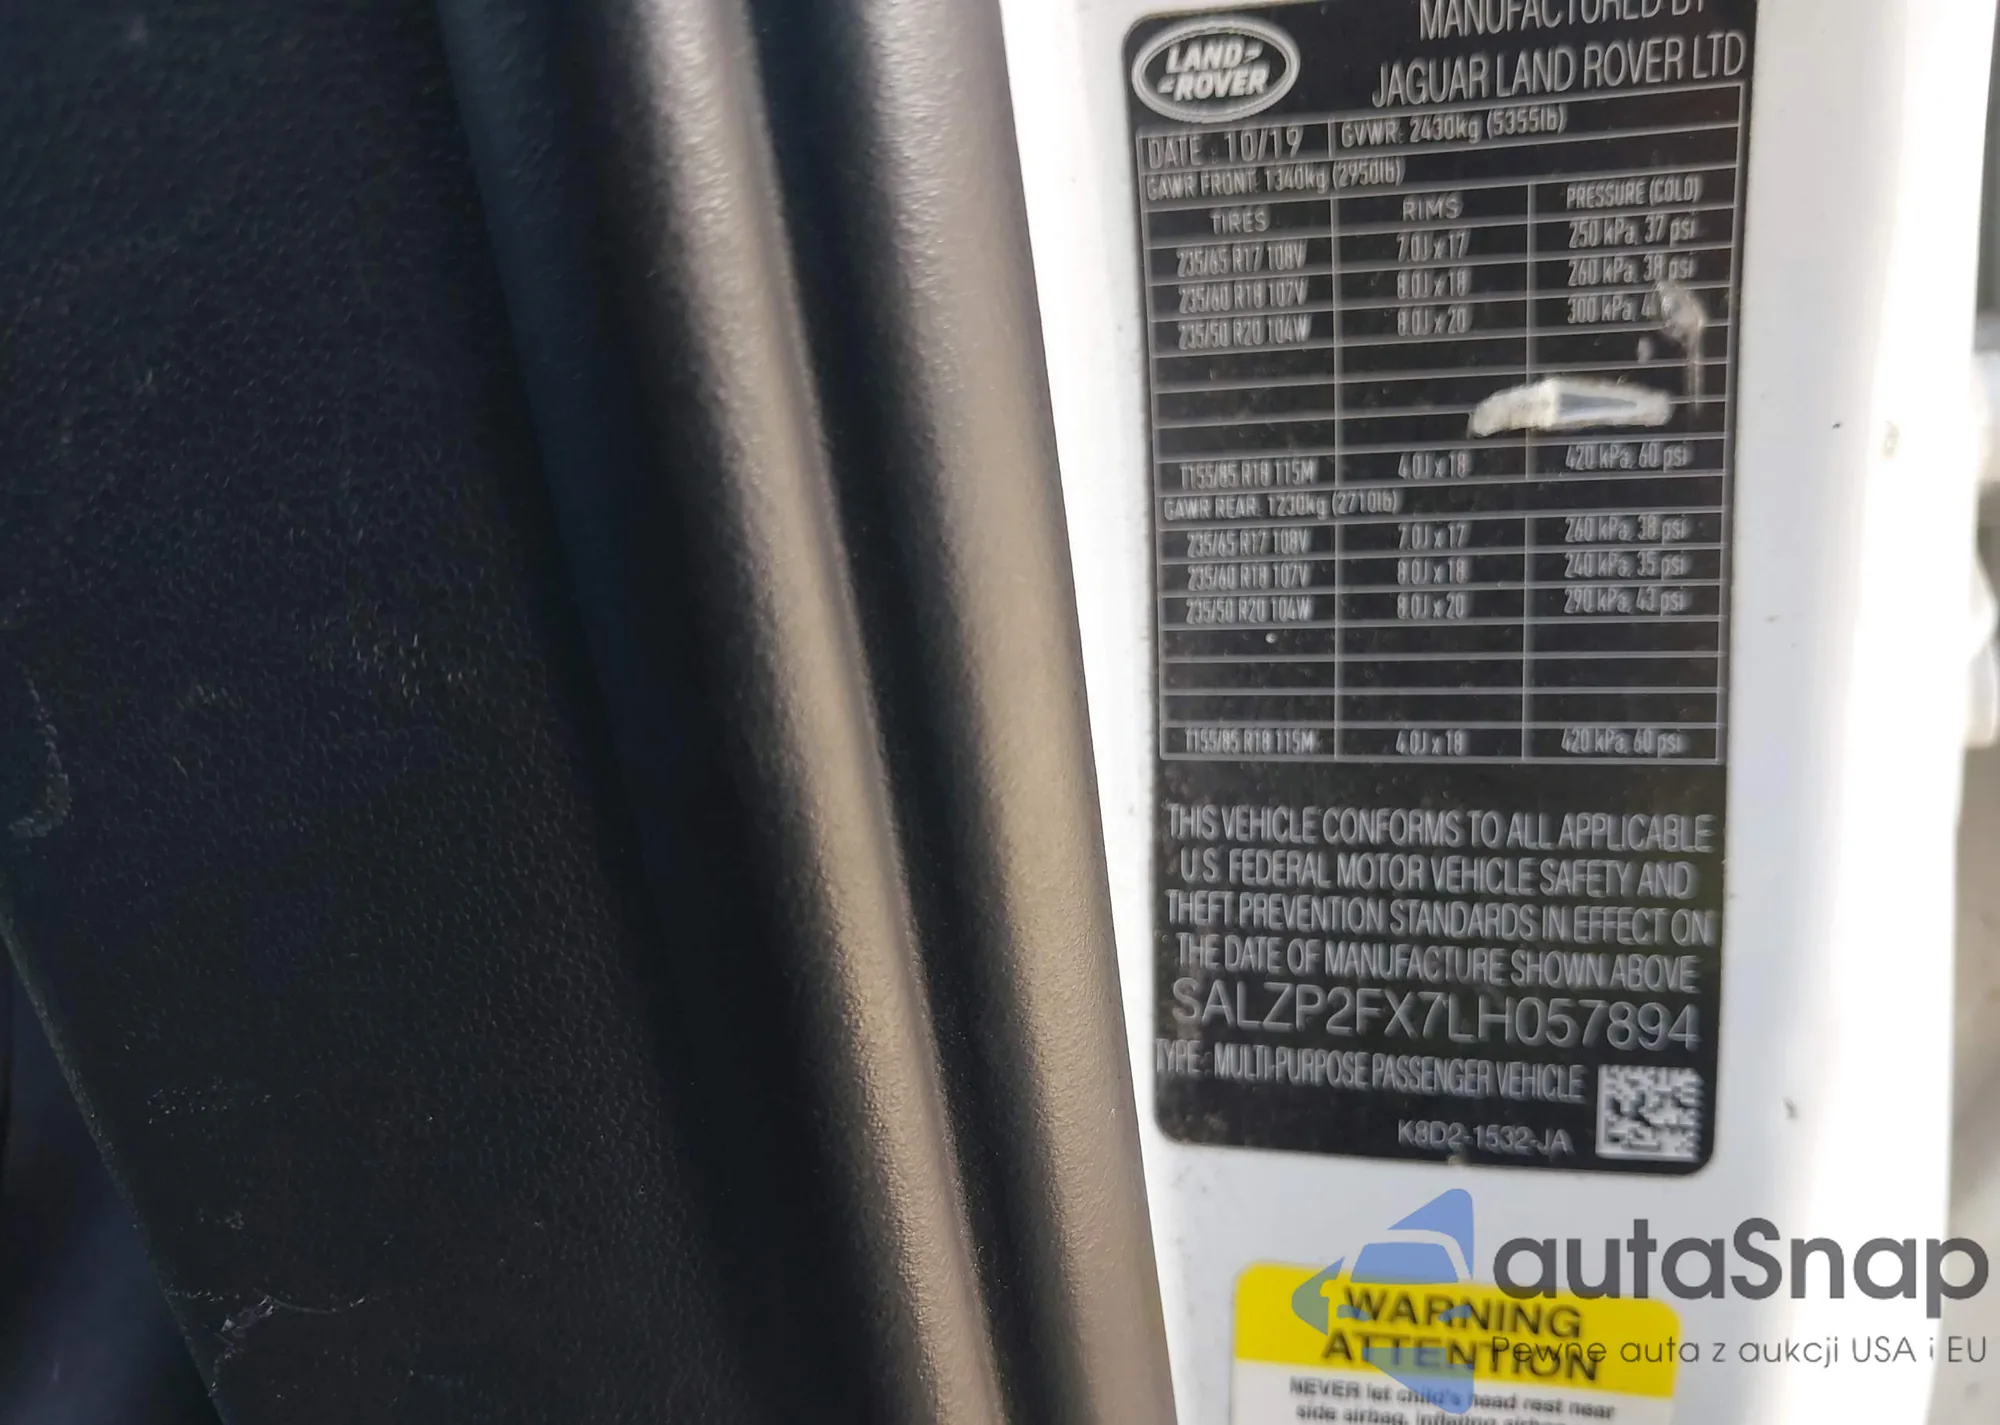 MANUFACTURED BY
LAND ROVER
JAGUAR LAND ROVER LTD
DATE : 10/19 GVWR: 2430kg (5355lb)
GAWR FRONT: 1340kg (2950lb)
TIRES RIMS PRESSURE (COLD)
235/65 R17 108V 7.0J x 17 250 kPa, 37 psi
235/60 R18 107V 8.0J x 18 260 kPa, 38 psi
235/50 R20 104W 8.0J x 20 300 kPa,
T155/85 R18 115M 4.0J x 18 420 kPa, 60 psi
GAWR REAR: 1230kg (2710lb)
235/65 R17 108V 7.0J x 17 260 kPa, 38 psi
235/60 R18 107V 8.0J x 18 240 kPa, 35 psi
235/50 R20 104W 8.0J x 20 290 kPa, 43 psi
T155/85 R18 115M 4.0J x 18 420 kPa, 60 psi
THIS VEHICLE CONFORMS TO ALL APPLICABLE
U.S. FEDERAL MOTOR VEHICLE SAFETY AND
THEFT PREVENTION STANDARDS IN EFFECT ON
THE DATE OF MANUFACTURE SHOWN ABOVE
SALZP2FX7LH057894
TYPE: MULTI-PURPOSE PASSENGER VEHICLE
K8D2-1532-JA
autaSnap
Pewne auta z aukcji USA i EU
WARNING
ATTENTION
NEVER let child's head rest near
side airbag, inflating